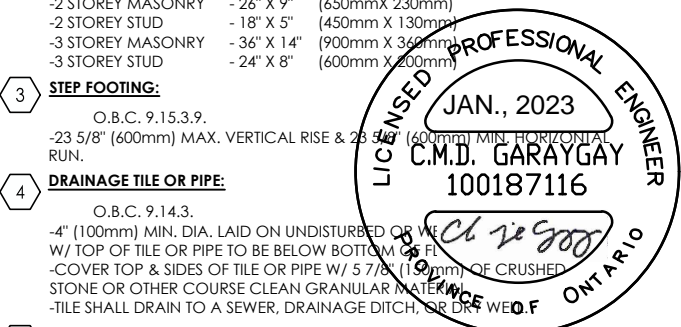 -2 STOREY MASONRY - 26" X 9" (650mmX 230mm)
-2 STOREY STUD - 18" X 5" (450mm X 130mm)
-3 STOREY MASONRY - 36" X 14" (900mm X 360mm)
-3 STOREY STUD - 24" X 8" (600mm X 200mm)
3 STEP FOOTING:
O.B.C. 9.15.3.9.
-23 5/8" (600mm) MAX. VERTICAL RISE & 23 5/8" (600mm) MIN. HORIZONTAL
RUN.
4 DRAINAGE TILE OR PIPE:
O.B.C. 9.14.3.
-4" (100mm) MIN. DIA. LAID ON UNDISTURBED OR
W/ TOP OF TILE OR PIPE TO BE BELOW BOTTOM OF
-COVER TOP & SIDES OF TILE OR PIPE W/ 5 7/8" (150mm) OF CRUSHED
STONE OR OTHER COURSE CLEAN GRANULAR MATERIAL.
-TILE SHALL DRAIN TO A SEWER, DRAINAGE DITCH, OR DRY WELL.
LICENSED PROFESSIONAL ENGINEER
JAN., 2023
C.M.D. GARAYGAY
100187116
PROVINCE OF ONTARIO